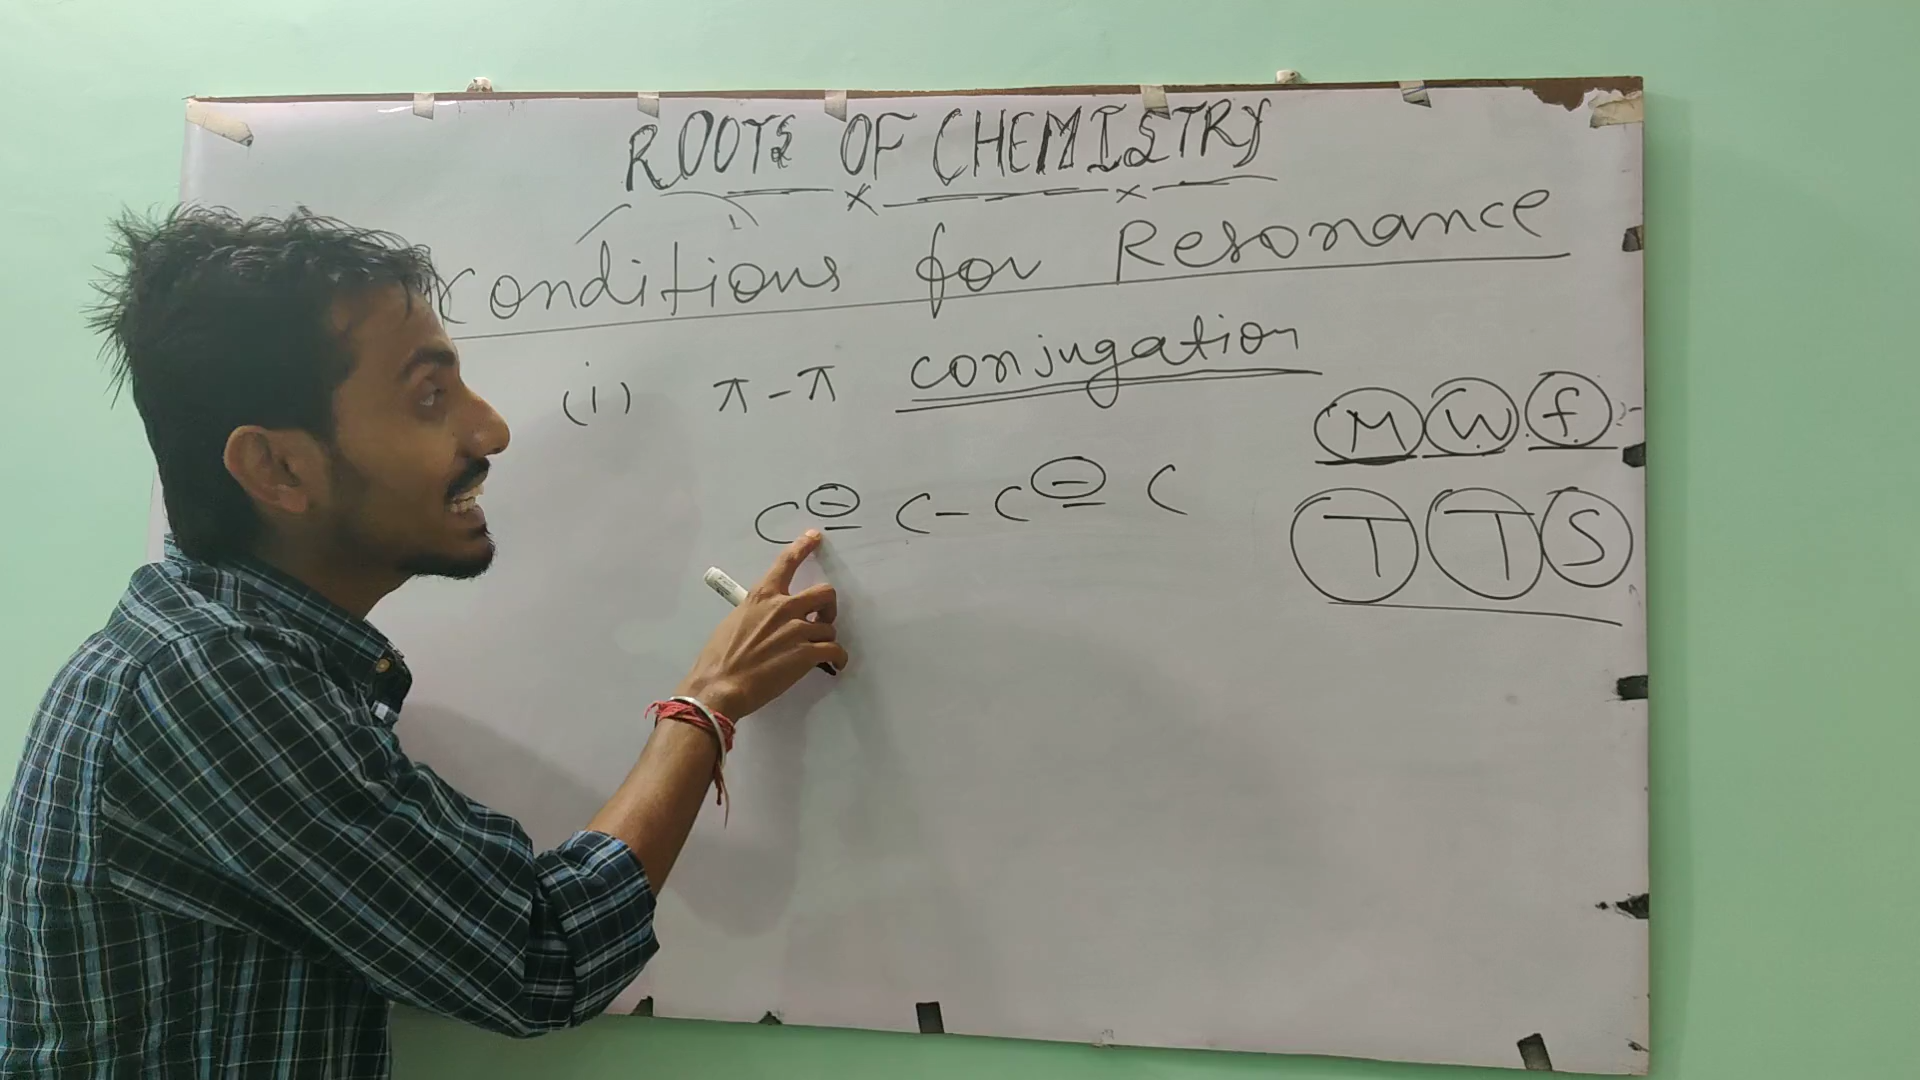 ROOTS OF CHEMISTRY
Conditions for Resonance
(i) π-π conjugation
M W f
C = C - C = C
T T S